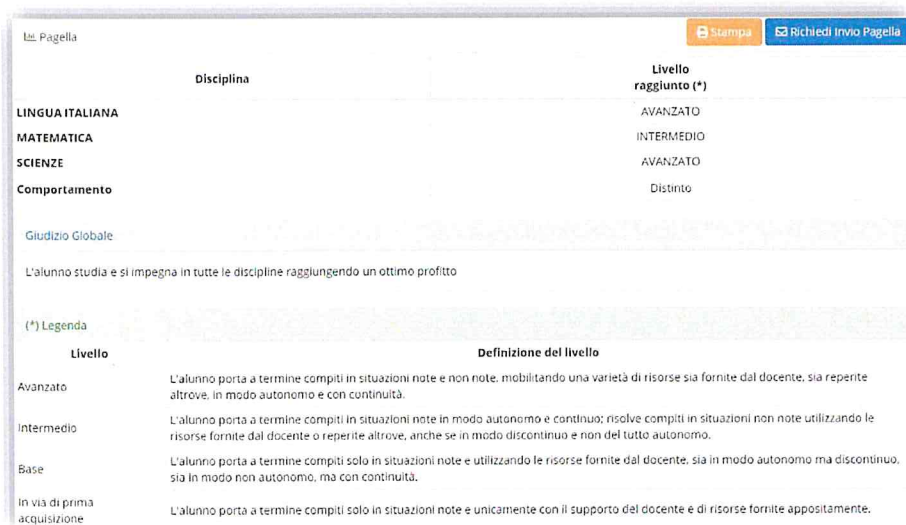 Pagella
Stampa
Richiedi Invio Pagella
Disciplina
Livello
raggiunto (*)
LINGUA ITALIANA
AVANZATO
MATEMATICA
INTERMEDIO
SCIENZE
AVANZATO
Comportamento
Distinto
Giudizio Globale
L'alunno studia e si impegna in tutte le discipline raggiungendo un ottimo profitto
(*) Legenda
Livello
Definizione del livello
Avanzato
L'alunno porta a termine compiti in situazioni note e non note, mobilitando una varietà di risorse sia fornite dal docente, sia reperite
altrove, in modo autonomo e con continuità.
Intermedio
L'alunno porta a termine compiti in situazioni note in modo autonomo e continuo; risolve compiti in situazioni non note utilizzando le
risorse fornite dal docente o reperite altrove, anche se in modo discontinuo e non del tutto autonomo.
Base
L'alunno porta a termine compiti solo in situazioni note e utilizzando le risorse fornite dal docente, sia in modo autonomo ma discontinuo,
sia in modo non autonomo, ma con continuità.
In via di prima
acquisizione
L'alunno porta a termine compiti solo in situazioni note e unicamente con il supporto del docente e di risorse fornite appositamente.